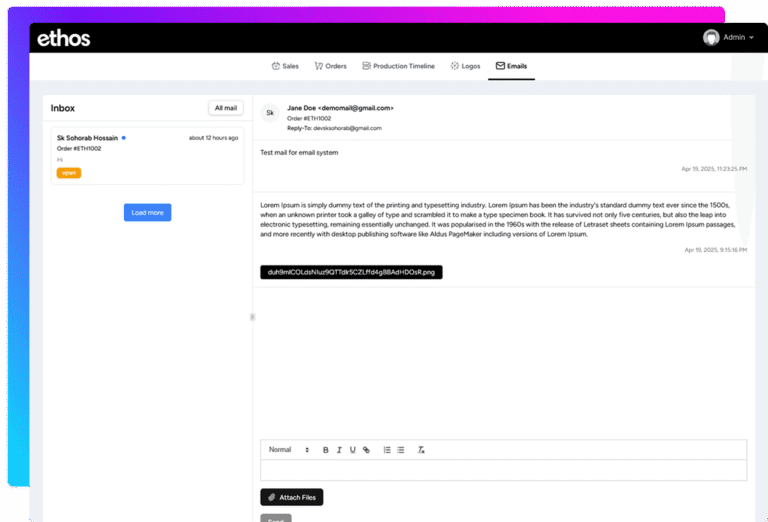 ethos
Admin
Sales
Orders
Production Timeline
Logos
Emails
Inbox
All mail
Sk Sohorab Hossain
about 12 hours ago
Order #ETH1002
Hi
open
Load more
Sk
Jane Doe <demomail@gmail.com>
Order #ETH1002
Reply-To: devsksohorab@gmail.com
Test mail for email system
Apr 19, 2025, 11:23:25 PM
Lorem Ipsum is simply dummy text of the printing and typesetting industry. Lorem Ipsum has been the industry's standard dummy text ever since the 1500s,
when an unknown printer took a galley of type and scrambled it to make a type specimen book. It has survived not only five centuries, but also the leap into
electronic typesetting, remaining essentially unchanged. It was popularised in the 1960s with the release of Letraset sheets containing Lorem Ipsum passages,
and more recently with desktop publishing software like Aldus PageMaker including versions of Lorem Ipsum.
Apr 19, 2025, 9:15:16 PM
Normal
B I U
Attach Files
Send